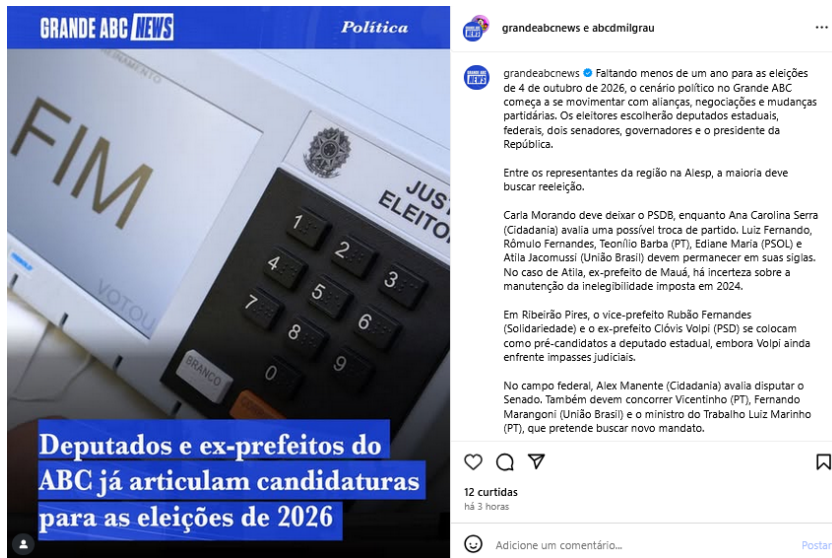 GRANDE ABC NEWS
Política
FIM
VOTOU
JUST
ELEITO
1
2
3
4
5
6
7
8
9
0
BRANCO
Deputados e ex-prefeitos do
ABC já articulam candidaturas
para as eleições de 2026
grandeabcnews e abcdmilgrau
grandeabcnews Faltando menos de um ano para as eleições
de 4 de outubro de 2026, o cenário político no Grande ABC
começa a se movimentar com alianças, negociações e mudanças
partidárias. Os eleitores escolherão deputados estaduais,
federais, dois senadores, governadores e o presidente da
República.
Entre os representantes da região na Alesp, a maioria deve
buscar reeleição.
Carla Morando deve deixar o PSDB, enquanto Ana Carolina Serra
(Cidadania) avalia uma possível troca de partido. Luiz Fernando,
Rômulo Fernandes, Teonílio Barba (PT), Ediane Maria (PSOL) e
Atila Jacomussi (União Brasil) devem permanecer em suas siglas.
No caso de Atila, ex-prefeito de Mauá, há incerteza sobre a
manutenção da inelegibilidade imposta em 2024.
Em Ribeirão Pires, o vice-prefeito Rubão Fernandes
(Solidariedade) e o ex-prefeito Clóvis Volpi (PSD) se colocam
como pré-candidatos a deputado estadual, embora Volpi ainda
enfrente impasses judiciais.
No campo federal, Alex Manente (Cidadania) avalia disputar o
Senado. Também devem concorrer Vicentinho (PT), Fernando
Marangoni (União Brasil) e o ministro do Trabalho Luiz Marinho
(PT), que pretende buscar novo mandato.
12 curtidas
há 3 horas
Adicione um comentário...
Postar